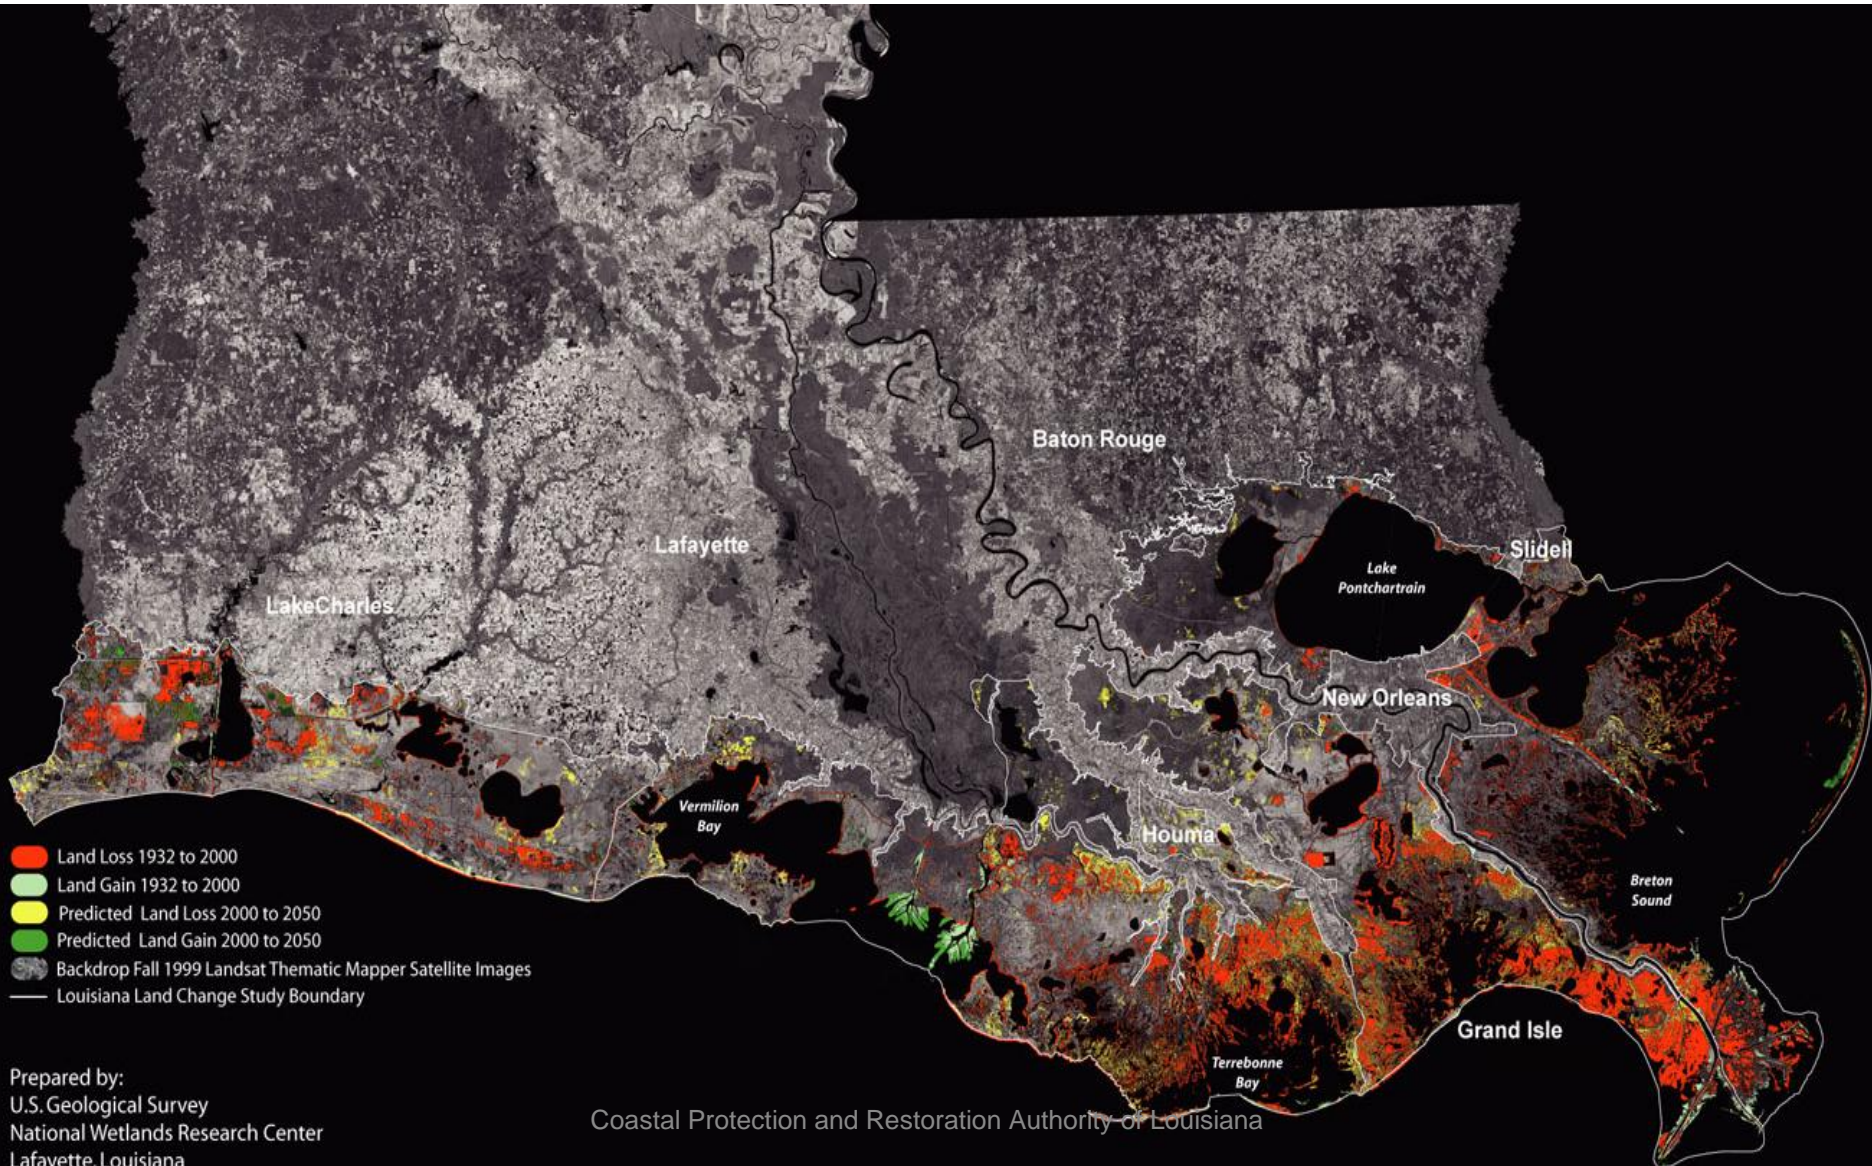 Baton Rouge
Lafayette
Slidell
Lake
Pontchartrain
LakeCharles
New Orleans
Vermilion
Bay
Houma
Breton
Sound
Land Loss 1932 to 2000
Land Gain 1932 to 2000
Predicted Land Loss 2000 to 2050
Predicted Land Gain 2000 to 2050
Backdrop Fall 1999 Landsat Thematic Mapper Satellite Images
Louisiana Land Change Study Boundary
Grand Isle
Terrebonne
Bay
Prepared by:
U.S. Geological Survey
National Wetlands Research Center
Lafayette, Louisiana
Coastal Protection and Restoration Authority of Louisiana